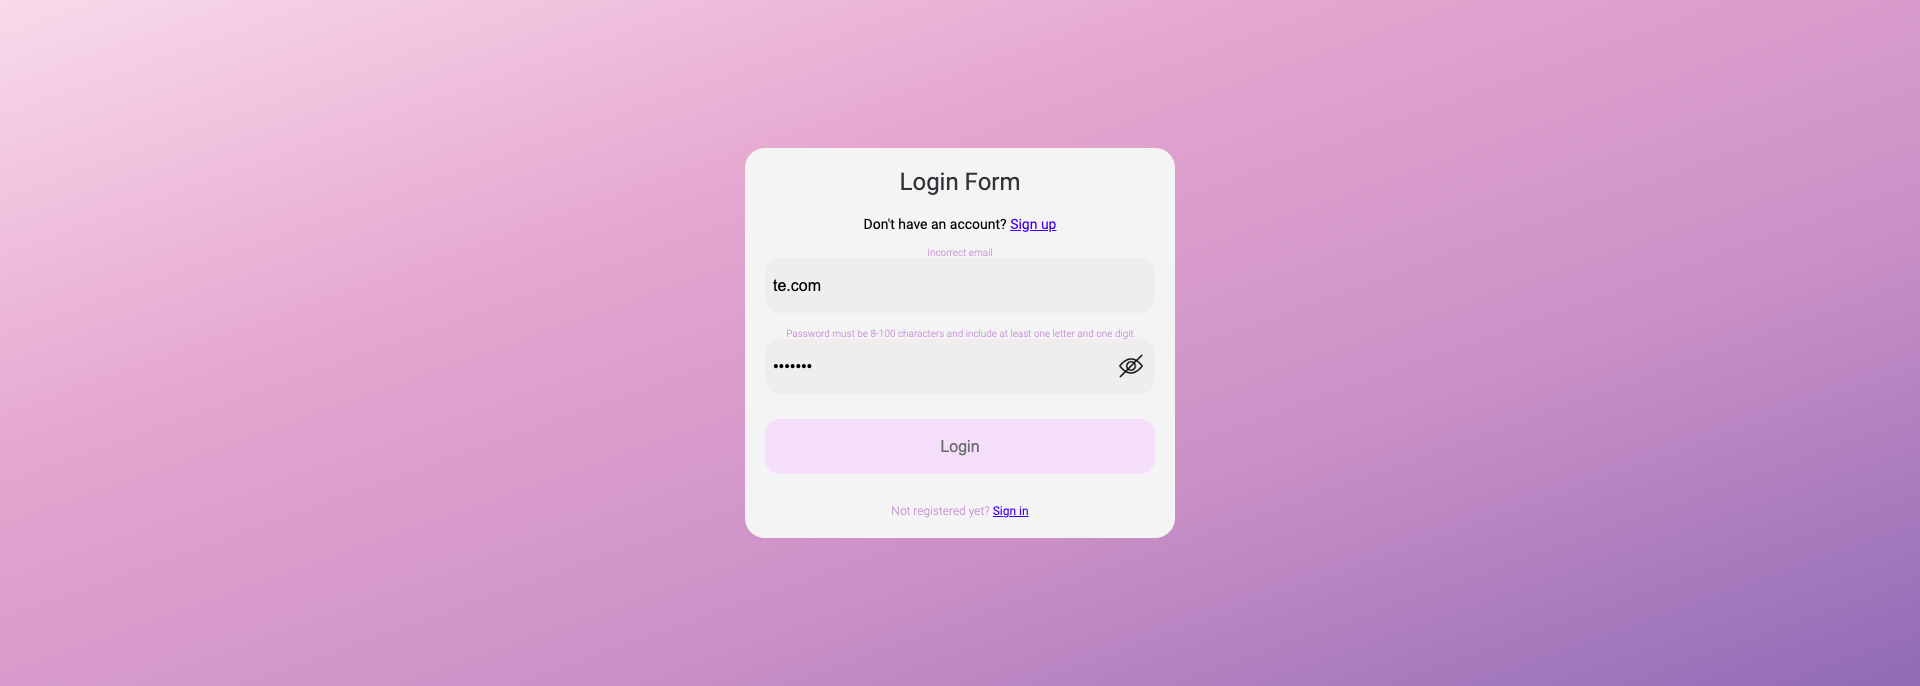 Login Form
Don't have an account? Sign up
Incorrect email
te.com
Password must be 8-100 characters and include at least one letter and one digit
•••••••
Login
Not registered yet? Sign in